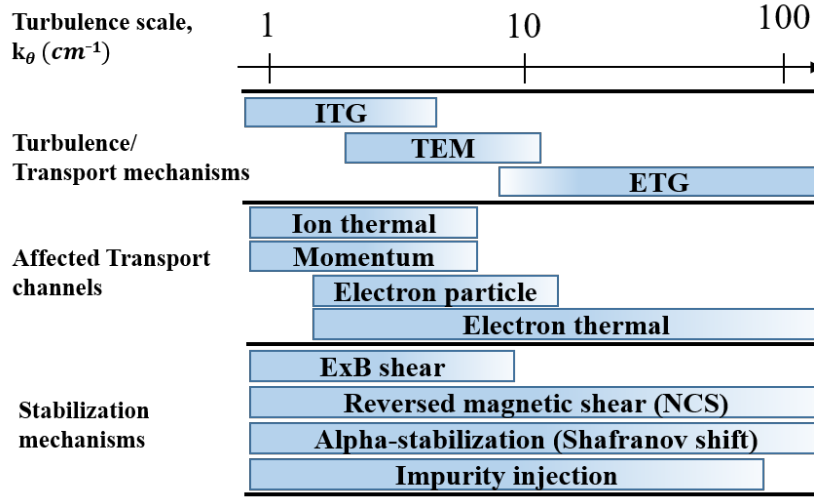 Turbulence scale,
1
10
100
k_θ (cm⁻¹)
ITG
Turbulence/
TEM
Transport mechanisms
ETG
Ion thermal
Affected Transport
Momentum
channels
Electron particle
Electron thermal
ExB shear
Stabilization
Reversed magnetic shear (NCS)
mechanisms
Alpha-stabilization (Shafranov shift)
Impurity injection